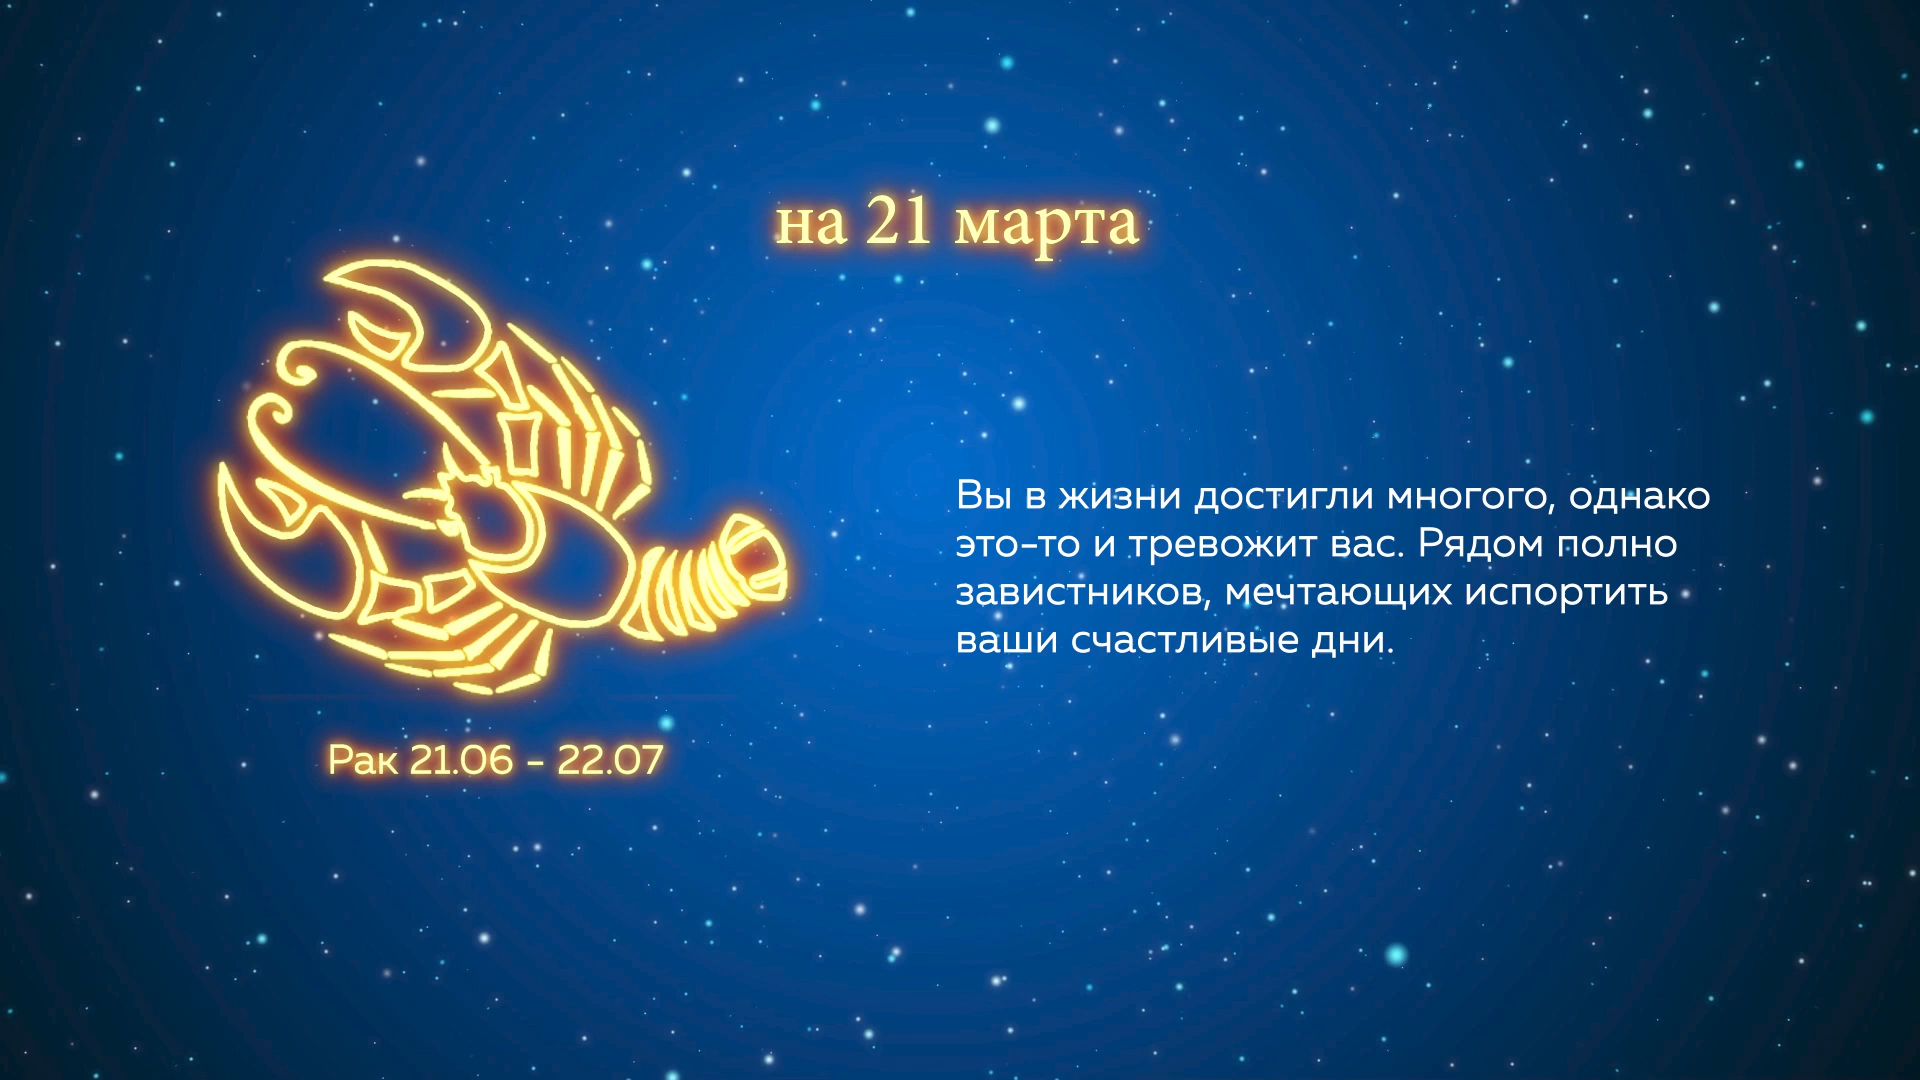 на 21 марта
Вы в жизни достигли многого, однако
это-то и тревожит вас. Рядом полно
завистников, мечтающих испортить
ваши счастливые дни.
Рак 21.06 - 22.07